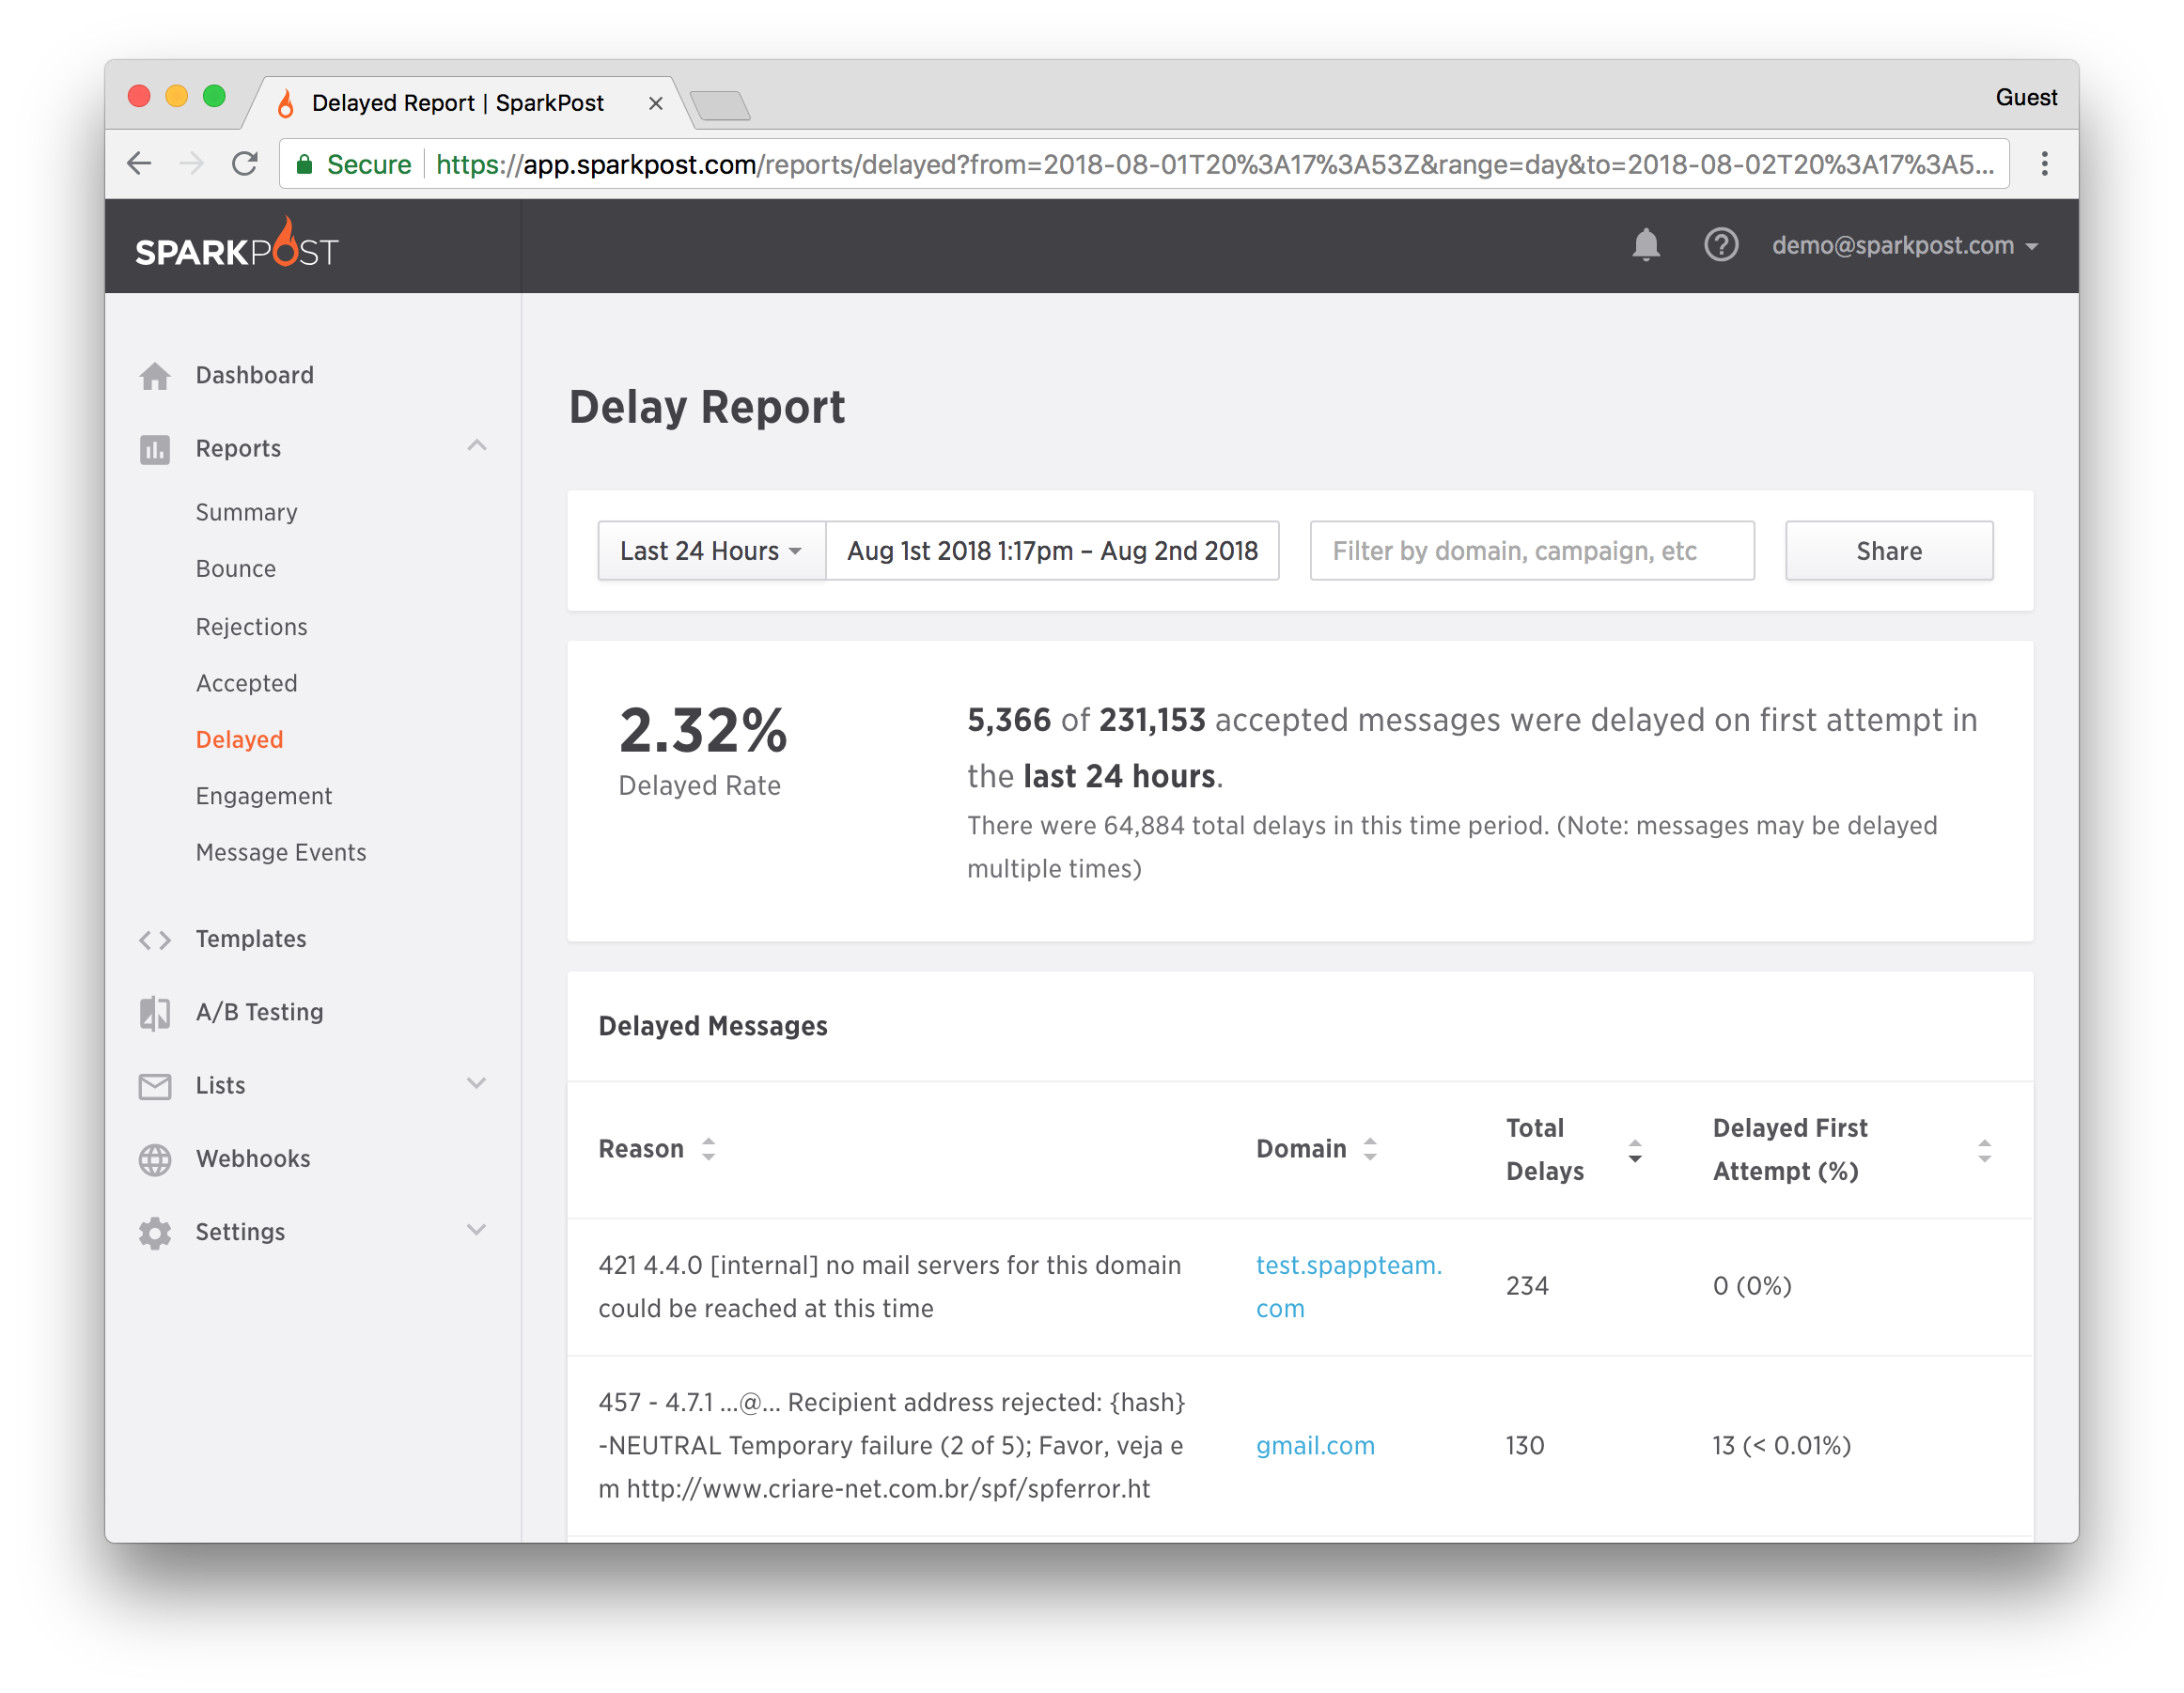 Delayed Report | SparkPost
Guest
Secure https://app.sparkpost.com/reports/delayed?from=2018-08-01T20%3A17%3A53Z&range=day&to=2018-08-02T20%3A17%3A5...
SPARKPOST
demo@sparkpost.com
Dashboard
Reports
Summary
Bounce
Rejections
Accepted
Delayed
Engagement
Message Events
Templates
A/B Testing
Lists
Webhooks
Settings
Delay Report
Last 24 Hours
Aug 1st 2018 1:17pm – Aug 2nd 2018
Filter by domain, campaign, etc
Share
2.32%
Delayed Rate
5,366 of 231,153 accepted messages were delayed on first attempt in
the last 24 hours.
There were 64,884 total delays in this time period. (Note: messages may be delayed
multiple times)
Delayed Messages
Reason
Domain
Total
Delays
Delayed First
Attempt (%)
421 4.4.0 [internal] no mail servers for this domain
could be reached at this time
test.spappteam.
com
234
0 (0%)
457 - 4.7.1 ...@... Recipient address rejected: {hash}
-NEUTRAL Temporary failure (2 of 5); Favor, veja e
m http://www.criare-net.com.br/spf/spferror.ht
gmail.com
130
13 (< 0.01%)